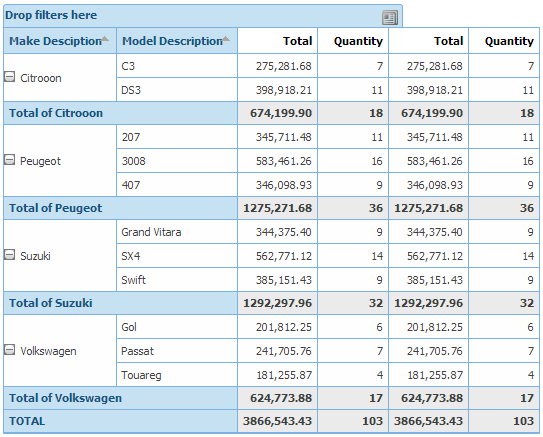 Drop filters here
Make Desciption Model Description Total Quantity Total Quantity
Citrooon C3 275,281.68 7 275,281.68 7
DS3 398,918.21 11 398,918.21 11
Total of Citrooon 674,199.90 18 674,199.90 18
Peugeot 207 345,711.48 11 345,711.48 11
3008 583,461.26 16 583,461.26 16
407 346,098.93 9 346,098.93 9
Total of Peugeot 1275,271.68 36 1275,271.68 36
Suzuki Grand Vitara 344,375.40 9 344,375.40 9
SX4 562,771.12 14 562,771.12 14
Swift 385,151.43 9 385,151.43 9
Total of Suzuki 1292,297.96 32 1292,297.96 32
Volkswagen Gol 201,812.25 6 201,812.25 6
Passat 241,705.76 7 241,705.76 7
Touareg 181,255.87 4 181,255.87 4
Total of Volkswagen 624,773.88 17 624,773.88 17
TOTAL 3866,543.43 103 3866,543.43 103